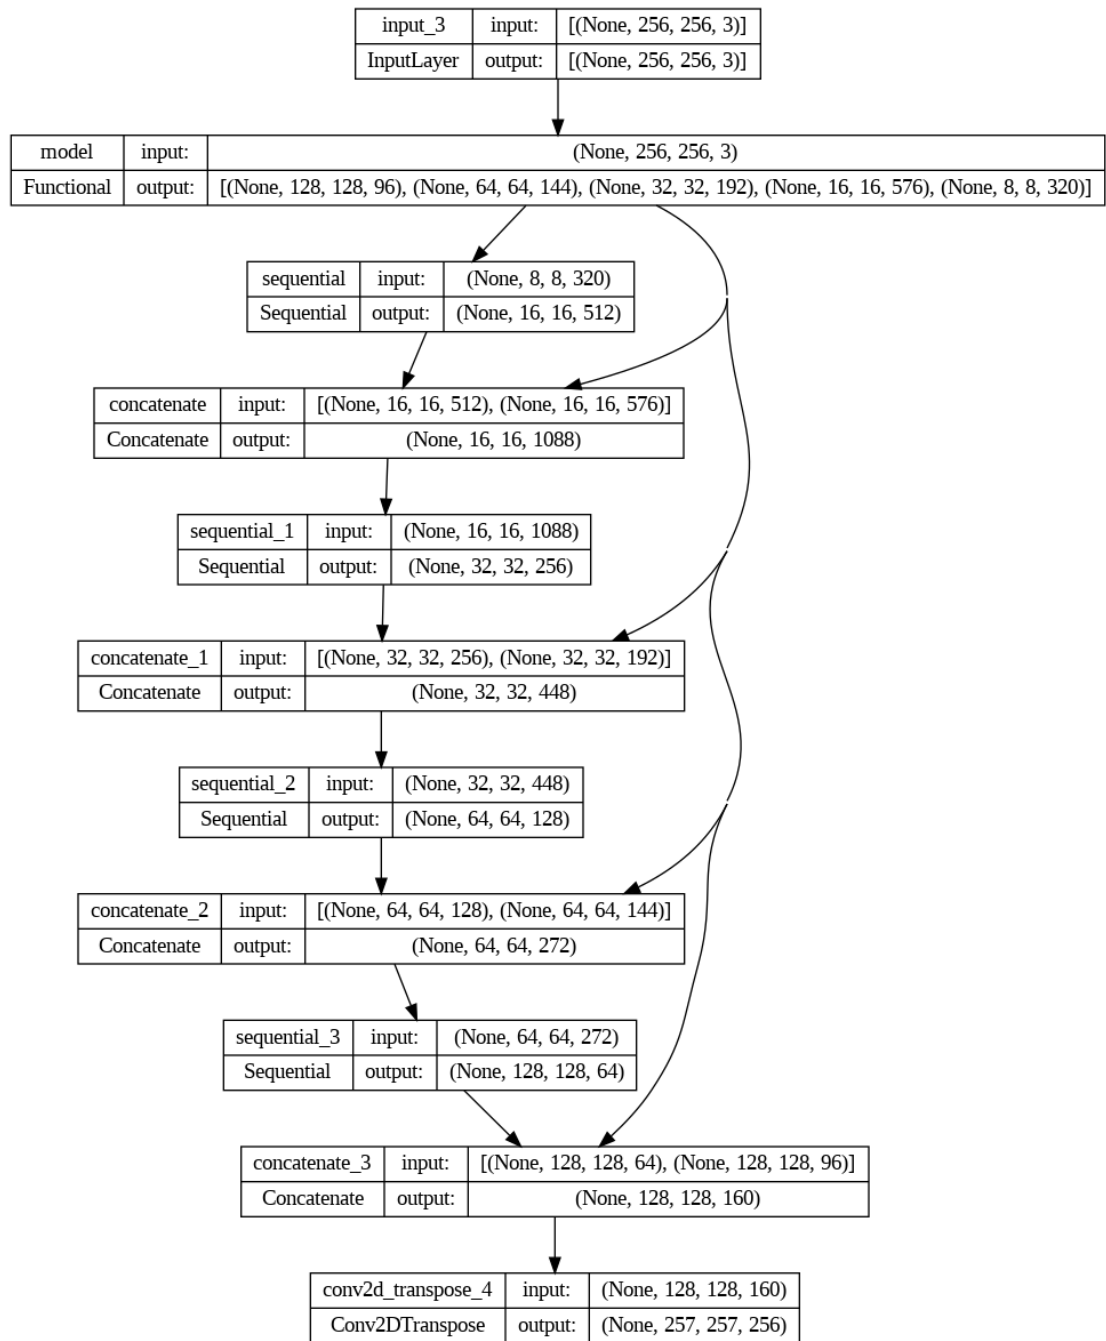 input_3 input: [(None, 256, 256, 3)]
InputLayer output: [(None, 256, 256, 3)]
model input: (None, 256, 256, 3)
Functional output: [(None, 128, 128, 96), (None, 64, 64, 144), (None, 32, 32, 192), (None, 16, 16, 576), (None, 8, 8, 320)]
sequential input: (None, 8, 8, 320)
Sequential output: (None, 16, 16, 512)
concatenate input: [(None, 16, 16, 512), (None, 16, 16, 576)]
Concatenate output: (None, 16, 16, 1088)
sequential_1 input: (None, 16, 16, 1088)
Sequential output: (None, 32, 32, 256)
concatenate_1 input: [(None, 32, 32, 256), (None, 32, 32, 192)]
Concatenate output: (None, 32, 32, 448)
sequential_2 input: (None, 32, 32, 448)
Sequential output: (None, 64, 64, 128)
concatenate_2 input: [(None, 64, 64, 128), (None, 64, 64, 144)]
Concatenate output: (None, 64, 64, 272)
sequential_3 input: (None, 64, 64, 272)
Sequential output: (None, 128, 128, 64)
concatenate_3 input: [(None, 128, 128, 64), (None, 128, 128, 96)]
Concatenate output: (None, 128, 128, 160)
conv2d_transpose_4 input: (None, 128, 128, 160)
Conv2DTranspose output: (None, 257, 257, 256)